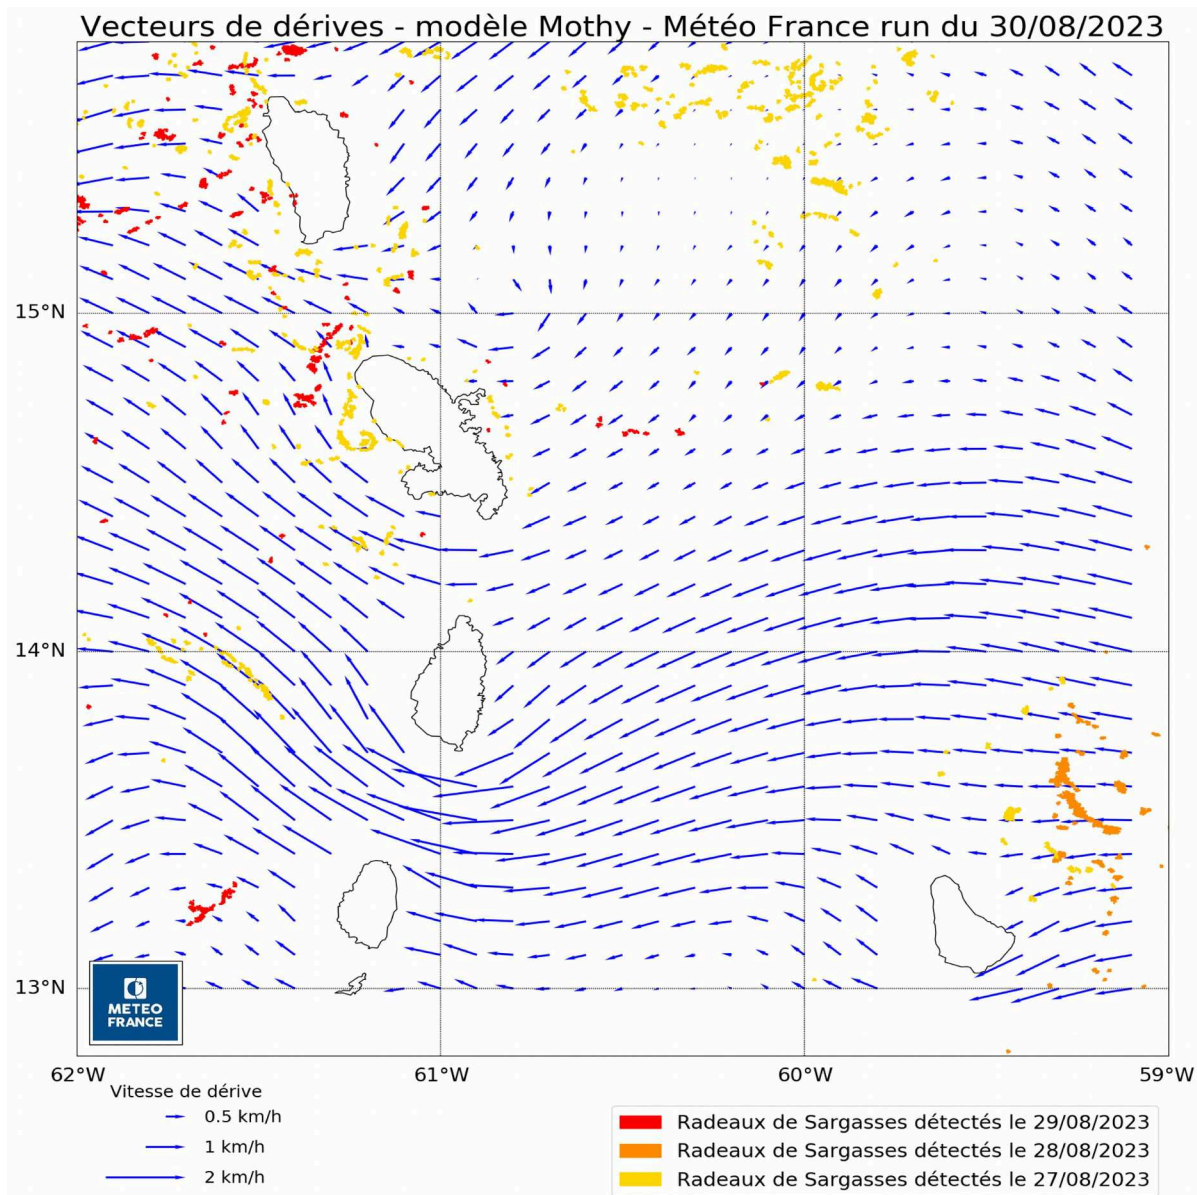 Vecteurs de dérives - modèle Mothy - Météo France run du 30/08/2023
15°N
14°N
13°N
METEO
FRANCE
62°W
61°W
60°W
59°W
Vitesse de dérive
0.5 km/h
1 km/h
2 km/h
Radeaux de Sargasses détectés le 29/08/2023
Radeaux de Sargasses détectés le 28/08/2023
Radeaux de Sargasses détectés le 27/08/2023